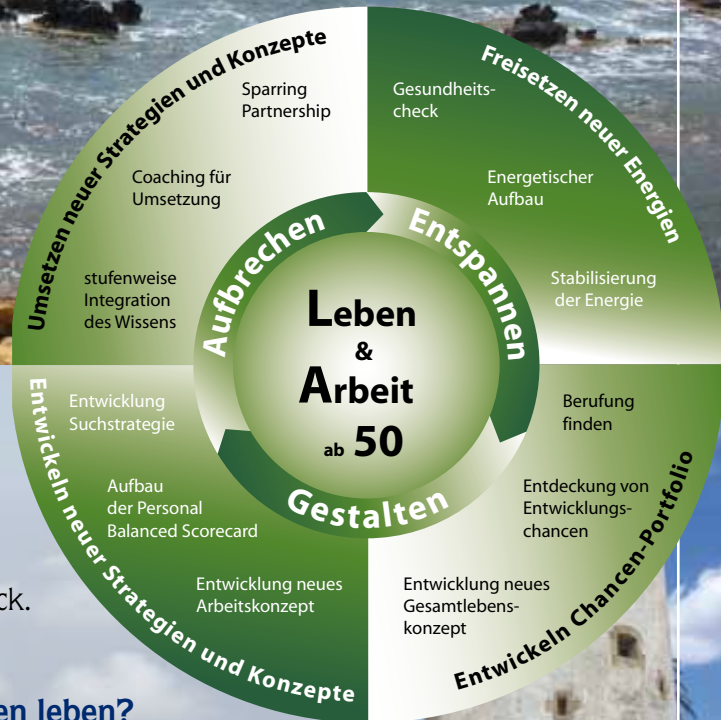 Umsetzen neuer Strategien und Konzepte
Sparring
Partnership
Coaching für
Umsetzung
stufenweise
Integration
des Wissens
Freisetzen neuer Energien
Gesundheits-
check
Energetischer
Aufbau
Stabilisierung
der Energie
Aufbrechen
Entspannen
Gestalten
Leben
&
Arbeit
ab 50
Entwickeln neuer Strategien und Konzepte
Entwicklung
Suchstrategie
Aufbau
der Personal
Balanced Scorecard
Entwicklung neues
Arbeitskonzept
Berufung
finden
Entdeckung von
Entwicklungs-
chancen
Entwicklung neues
Gesamtlebens-
konzept
Entwickeln Chancen-Portfolio
ck.
en leben?